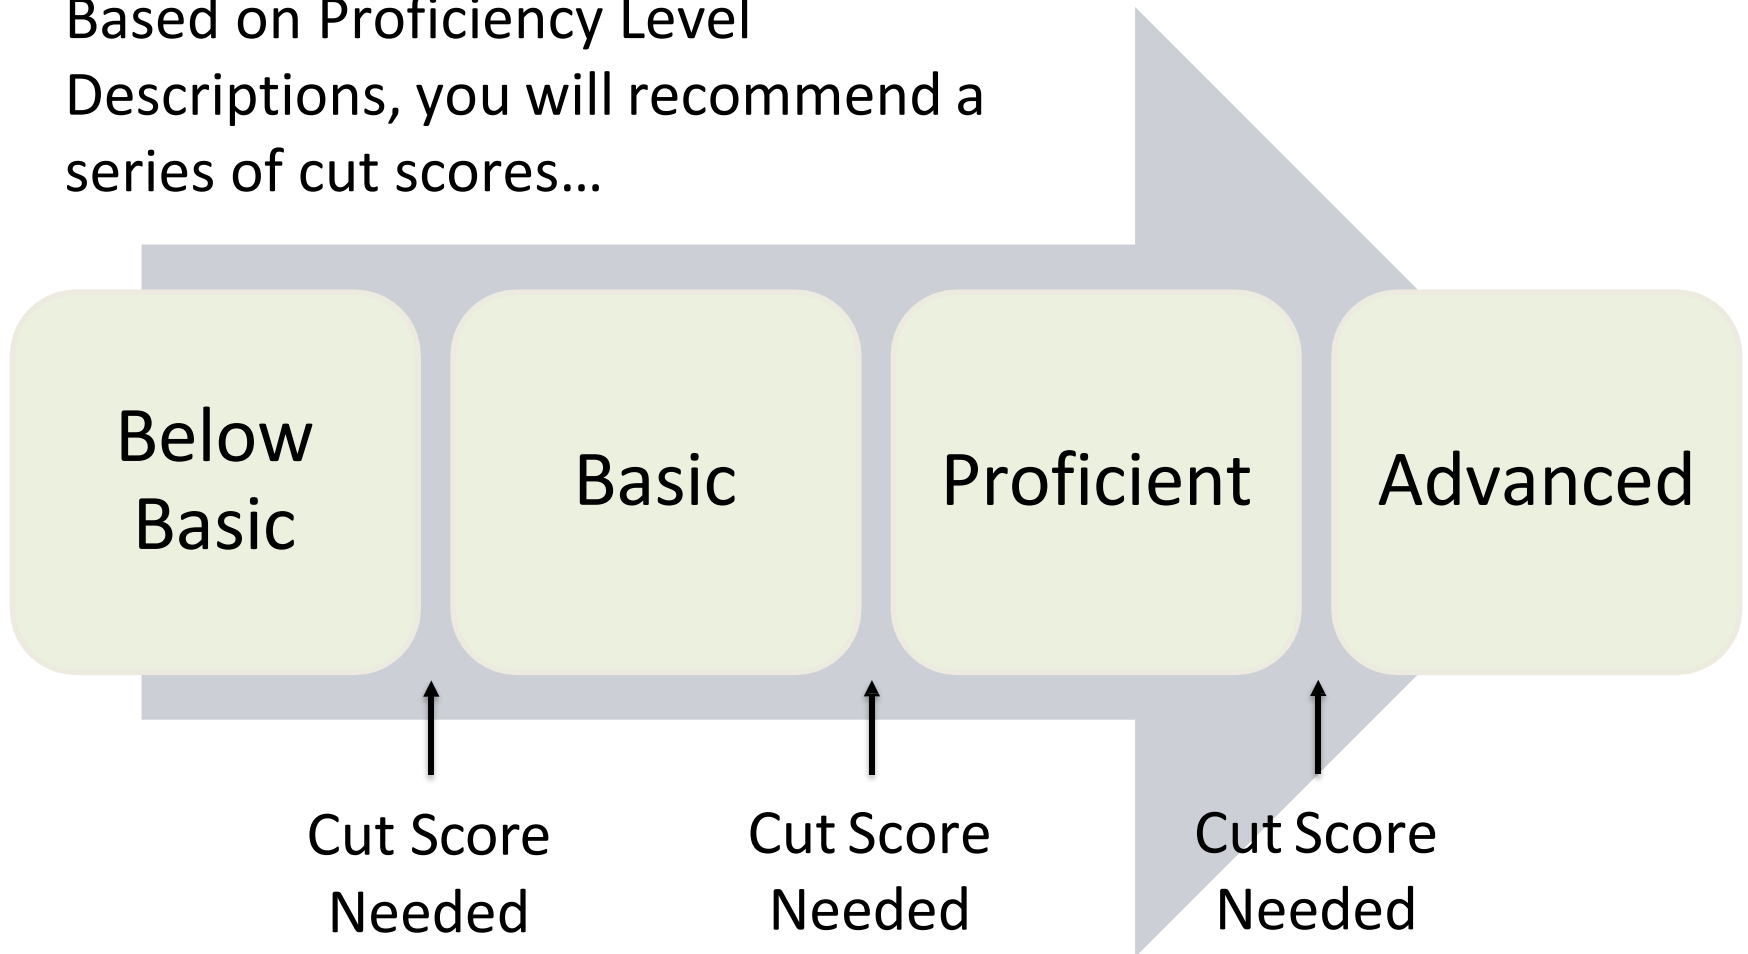 Based on Proficiency Level
Descriptions, you will recommend a
series of cut scores…
Below
Basic
Basic
Proficient
Advanced
Cut Score
Needed
Cut Score
Needed
Cut Score
Needed